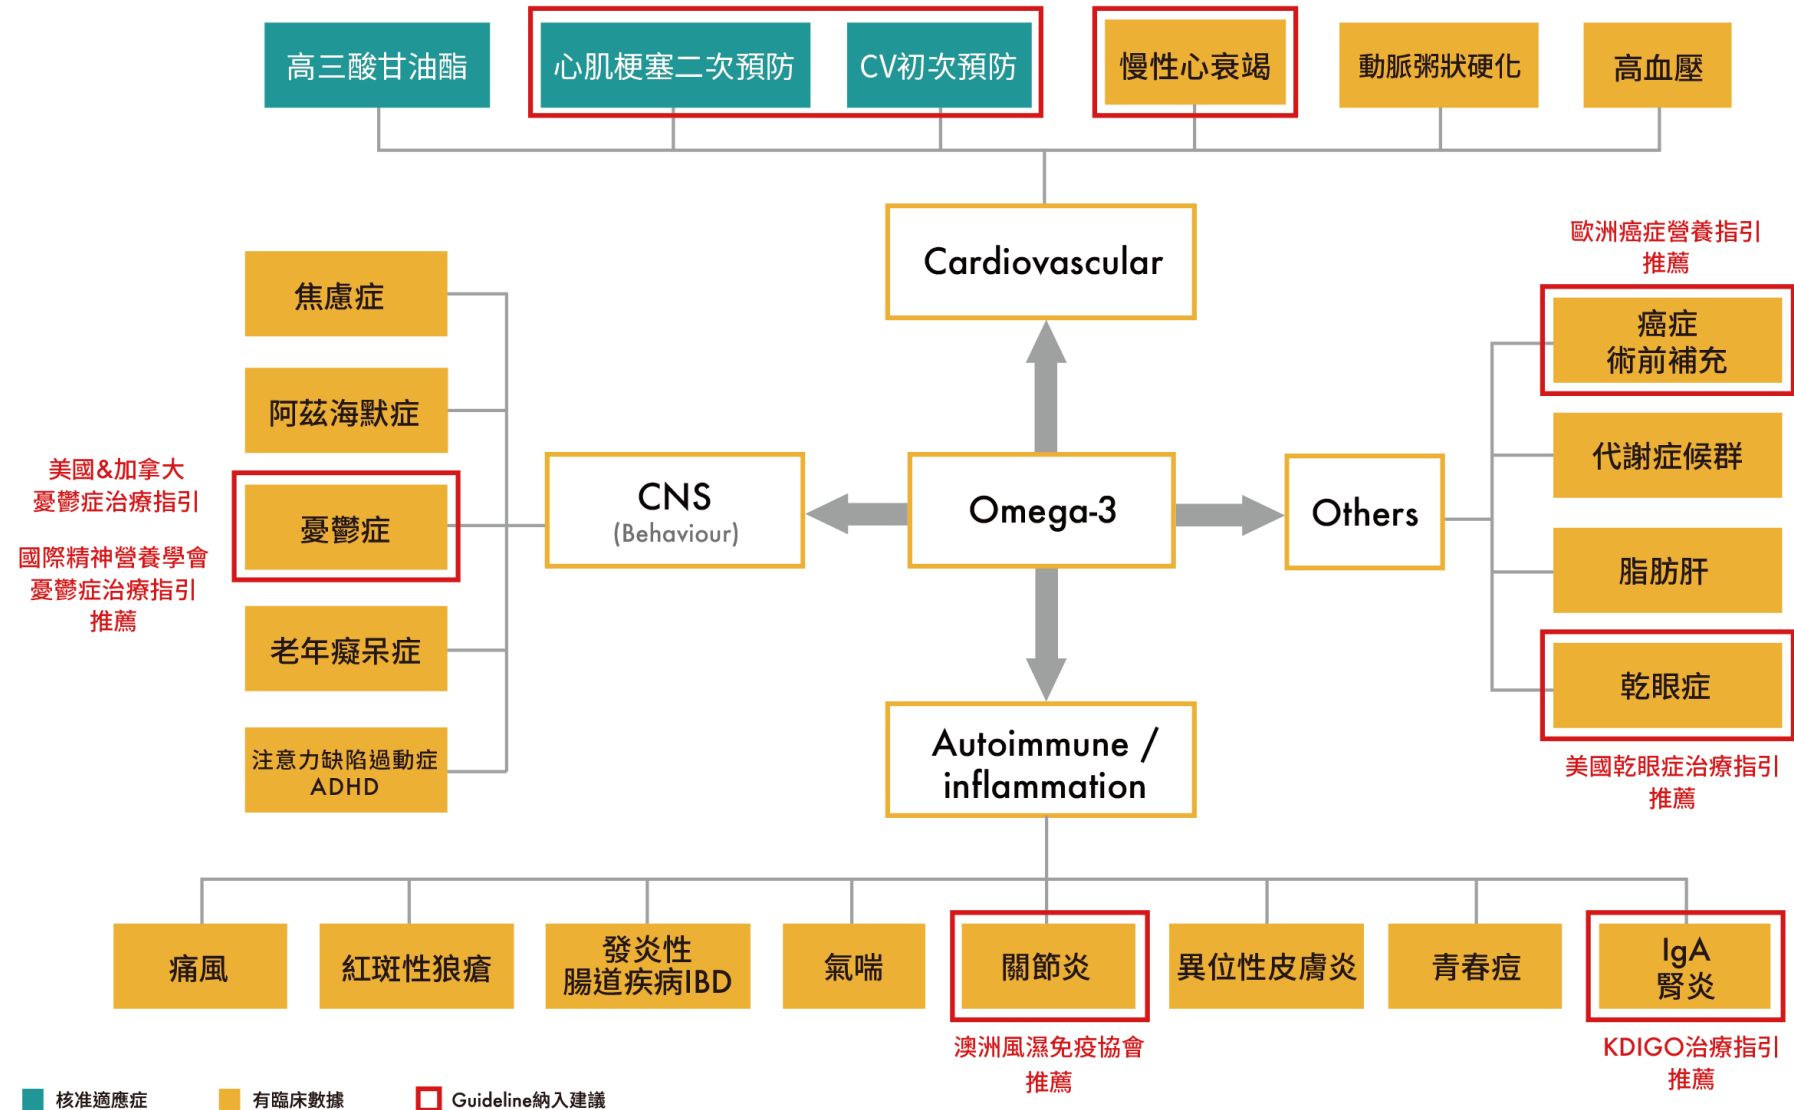 高三酸甘油酯
心肌梗塞二次預防
CV初次預防
慢性心衰竭
動脈粥狀硬化
高血壓
Cardiovascular
歐洲癌症營養指引
推薦
焦慮症
阿茲海默症
美國&加拿大
憂鬱症治療指引
國際精神營養學會
憂鬱症治療指引
推薦
憂鬱症
老年癡呆症
注意力缺陷過動症
ADHD
CNS
(Behaviour)
Omega-3
Others
癌症
術前補充
代謝症候群
脂肪肝
乾眼症
美國乾眼症治療指引
推薦
Autoimmune /
inflammation
痛風
紅斑性狼瘡
發炎性
腸道疾病IBD
氣喘
關節炎
異位性皮膚炎
青春痘
IgA
腎炎
澳洲風濕免疫協會
推薦
KDIGO治療指引
推薦
核准適應症
有臨床數據
Guideline納入建議